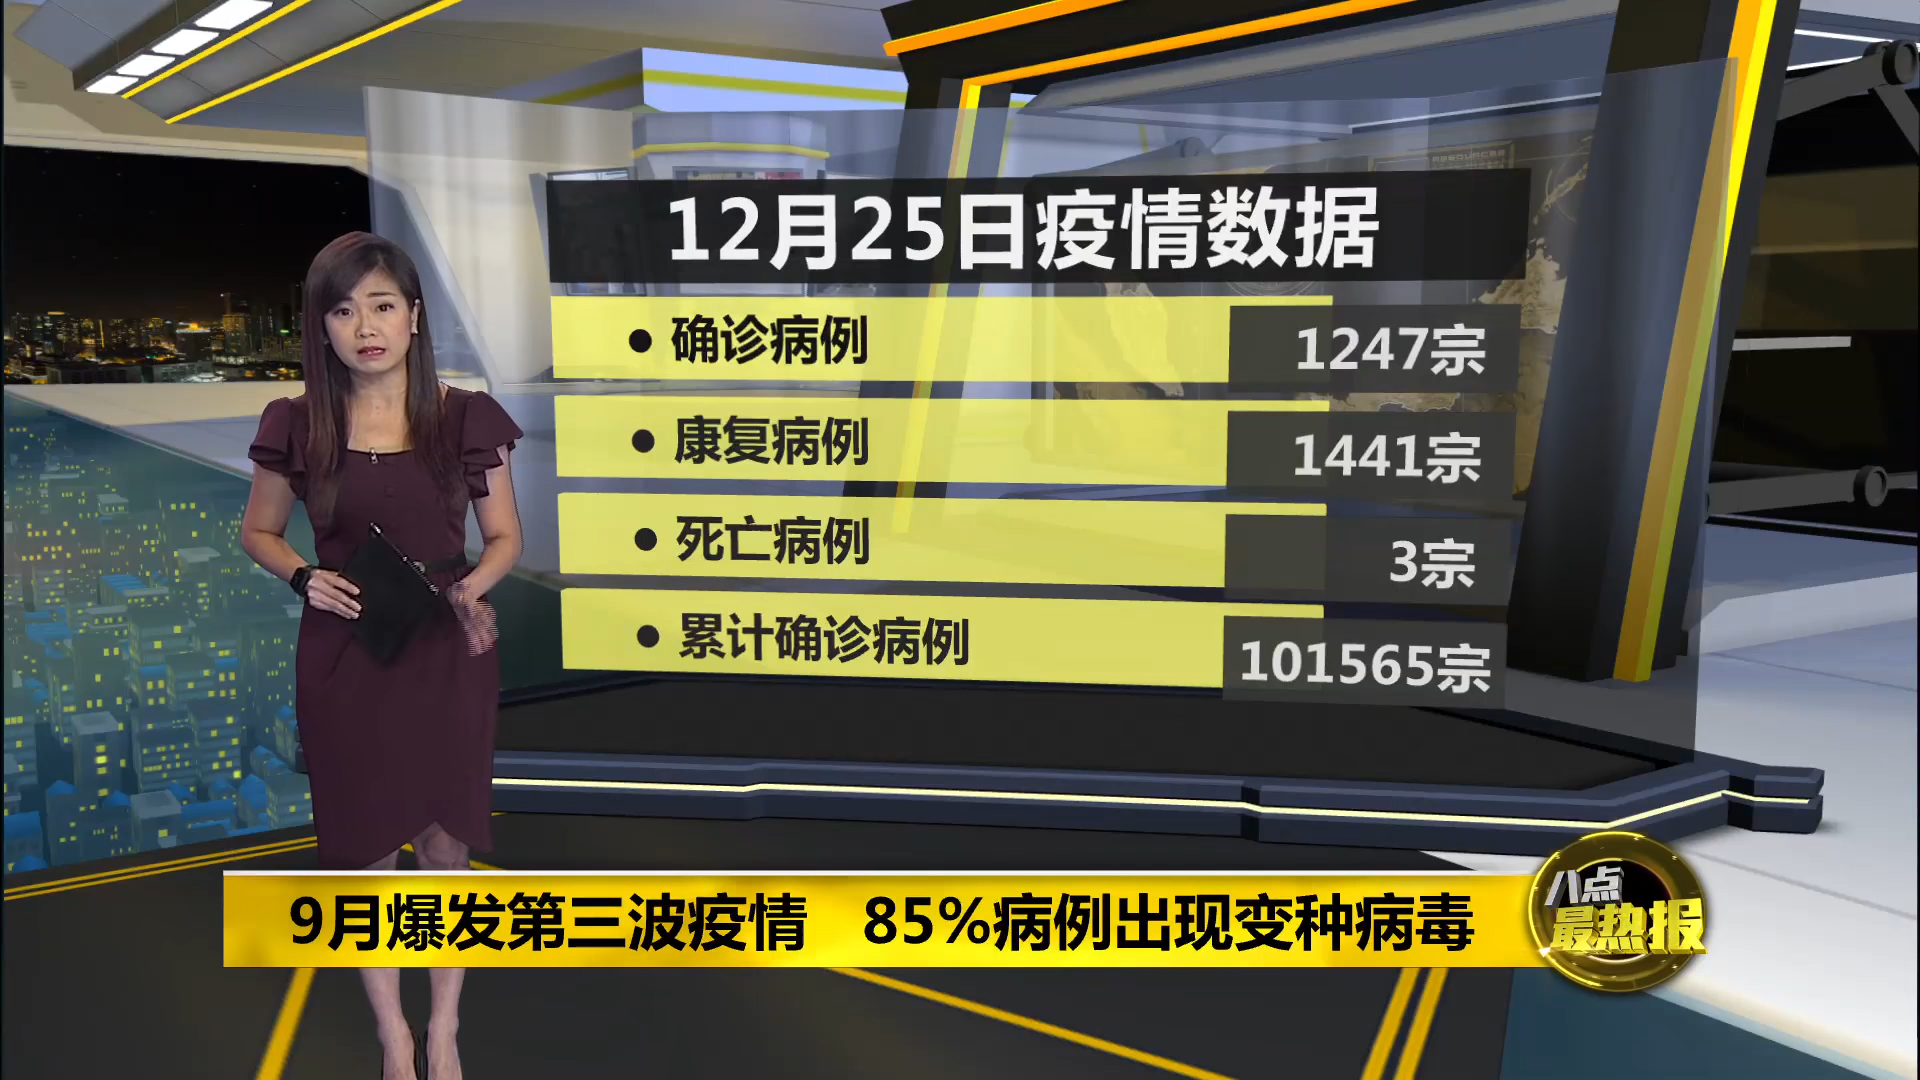 12月25日疫情数据
• 确诊病例 1247宗
• 康复病例 1441宗
• 死亡病例 3宗
• 累计确诊病例 101565宗
9月爆发第三波疫情 85%病例出现变种病毒
八点
最热报
RESOURCES